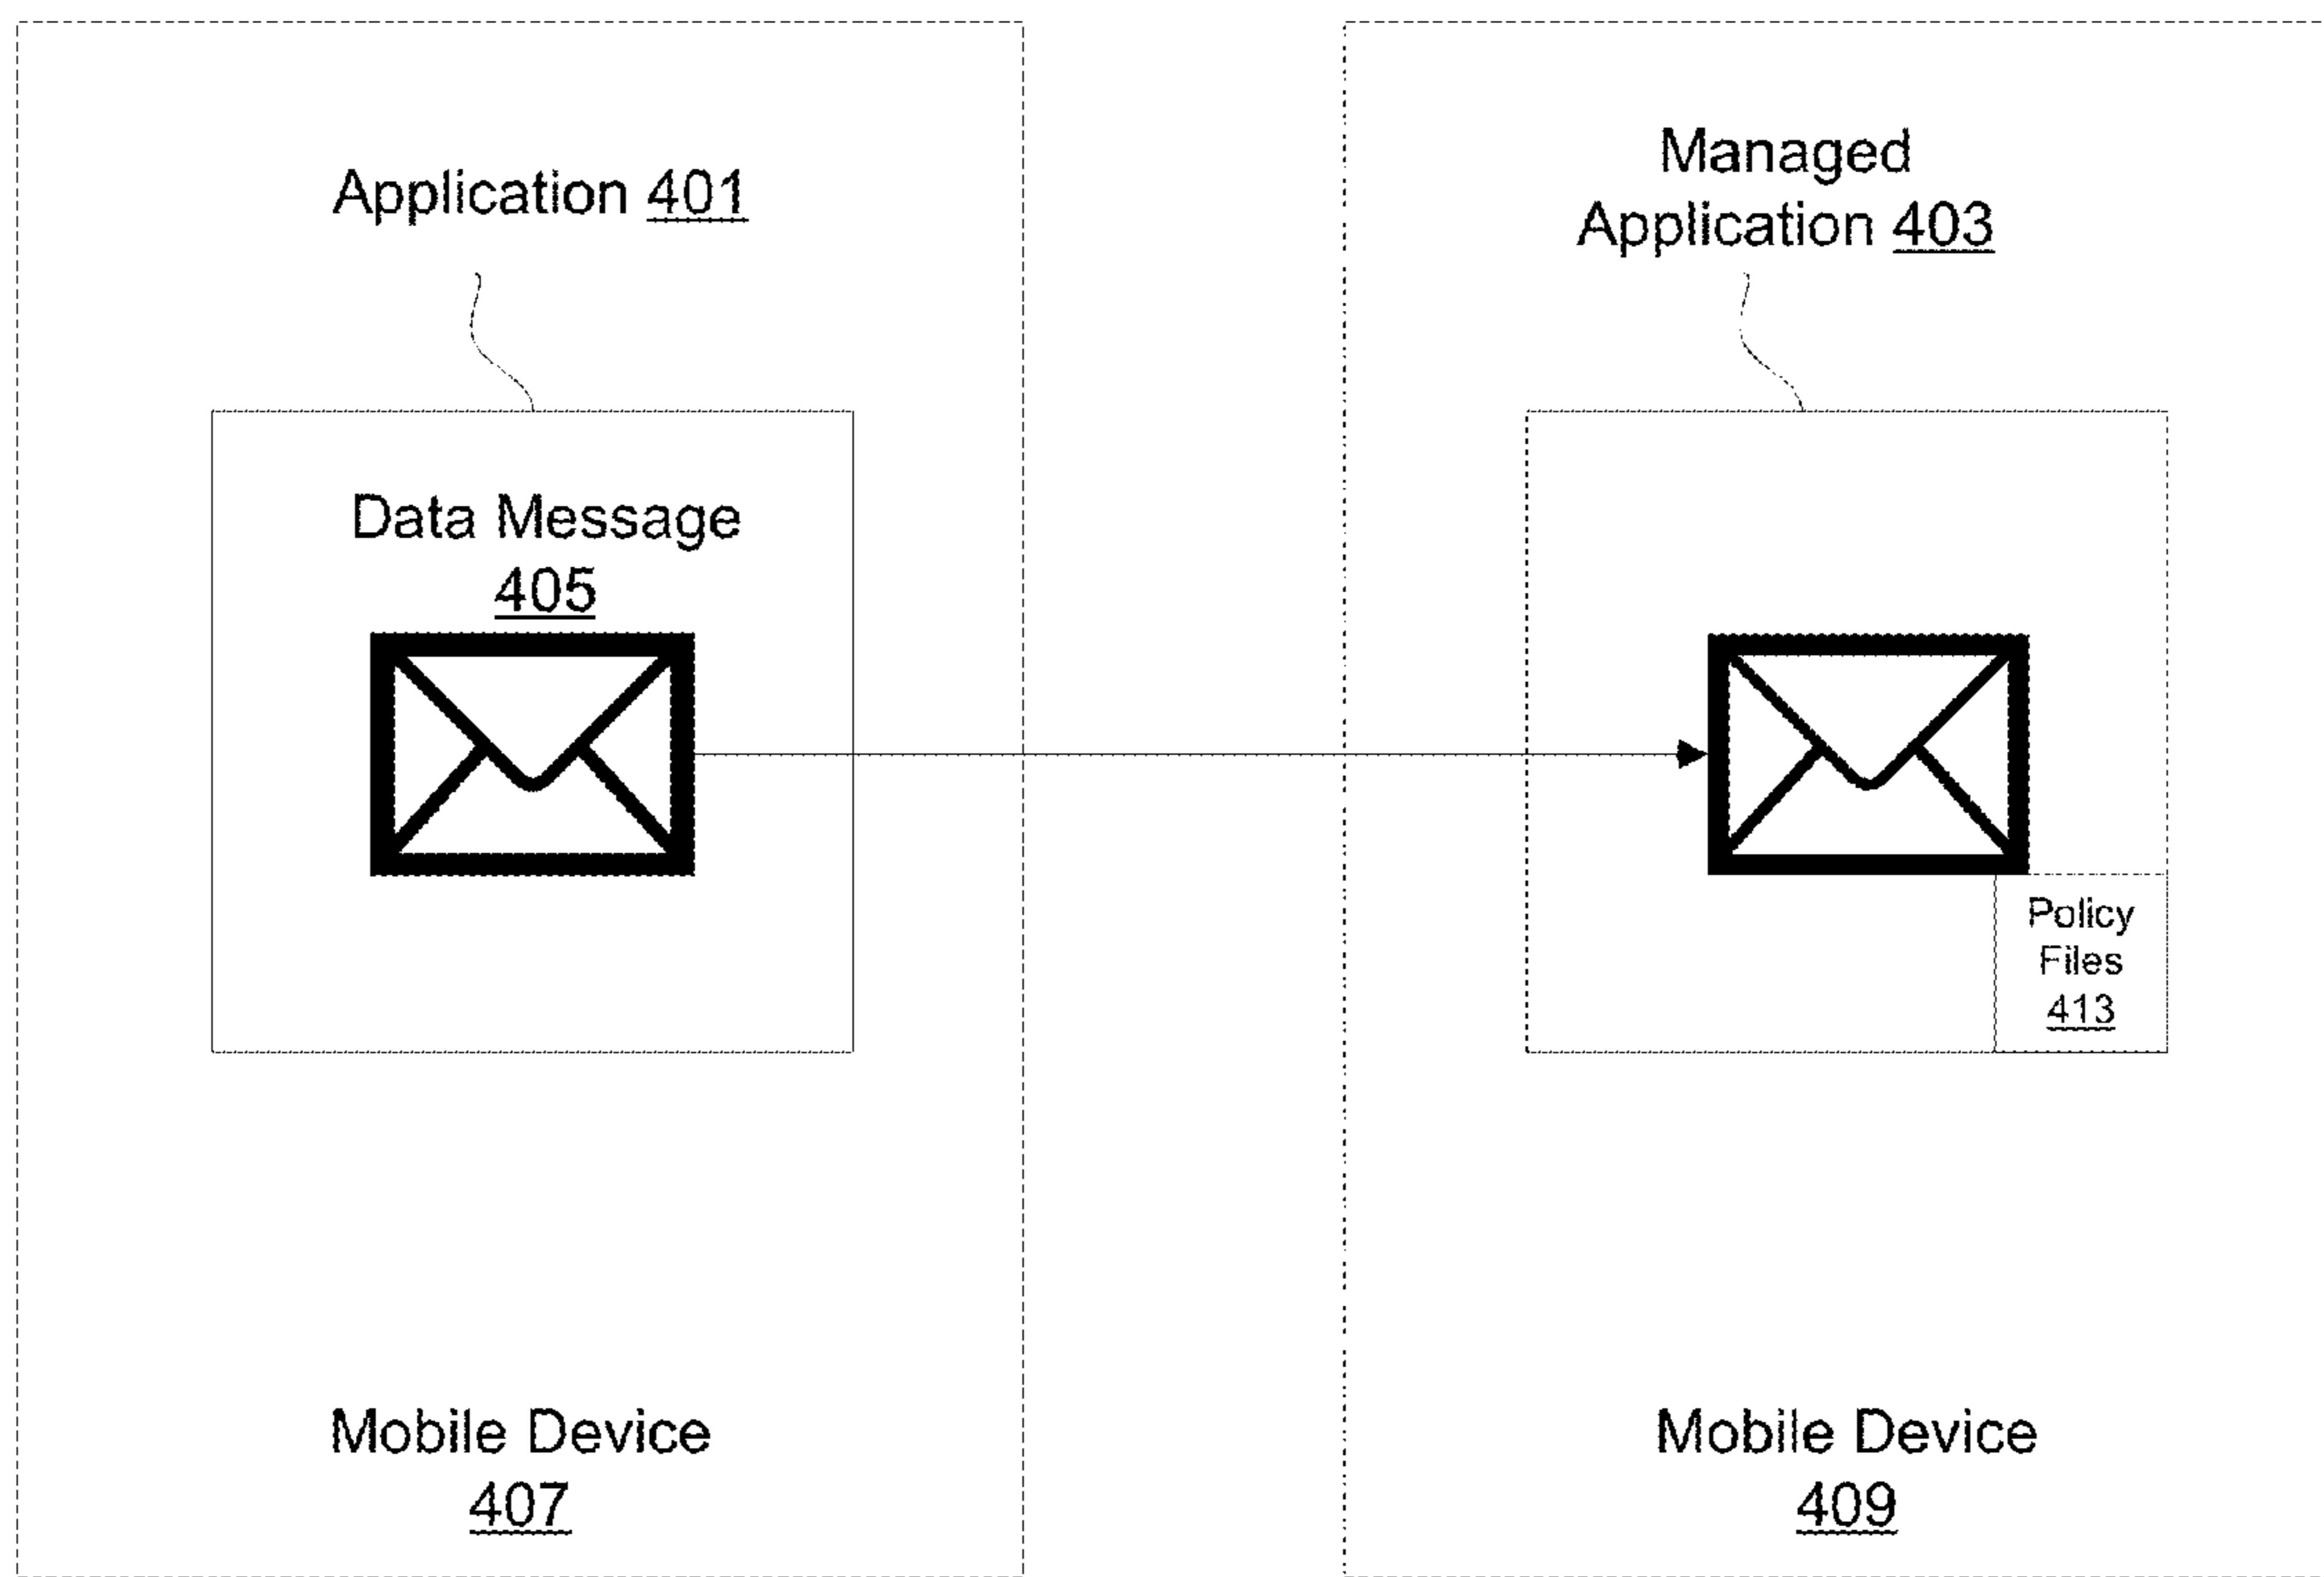 Application 401
Data Message
405
Mobile Device
407
Managed
Application 403
Policy
Files
413
Mobile Device
409